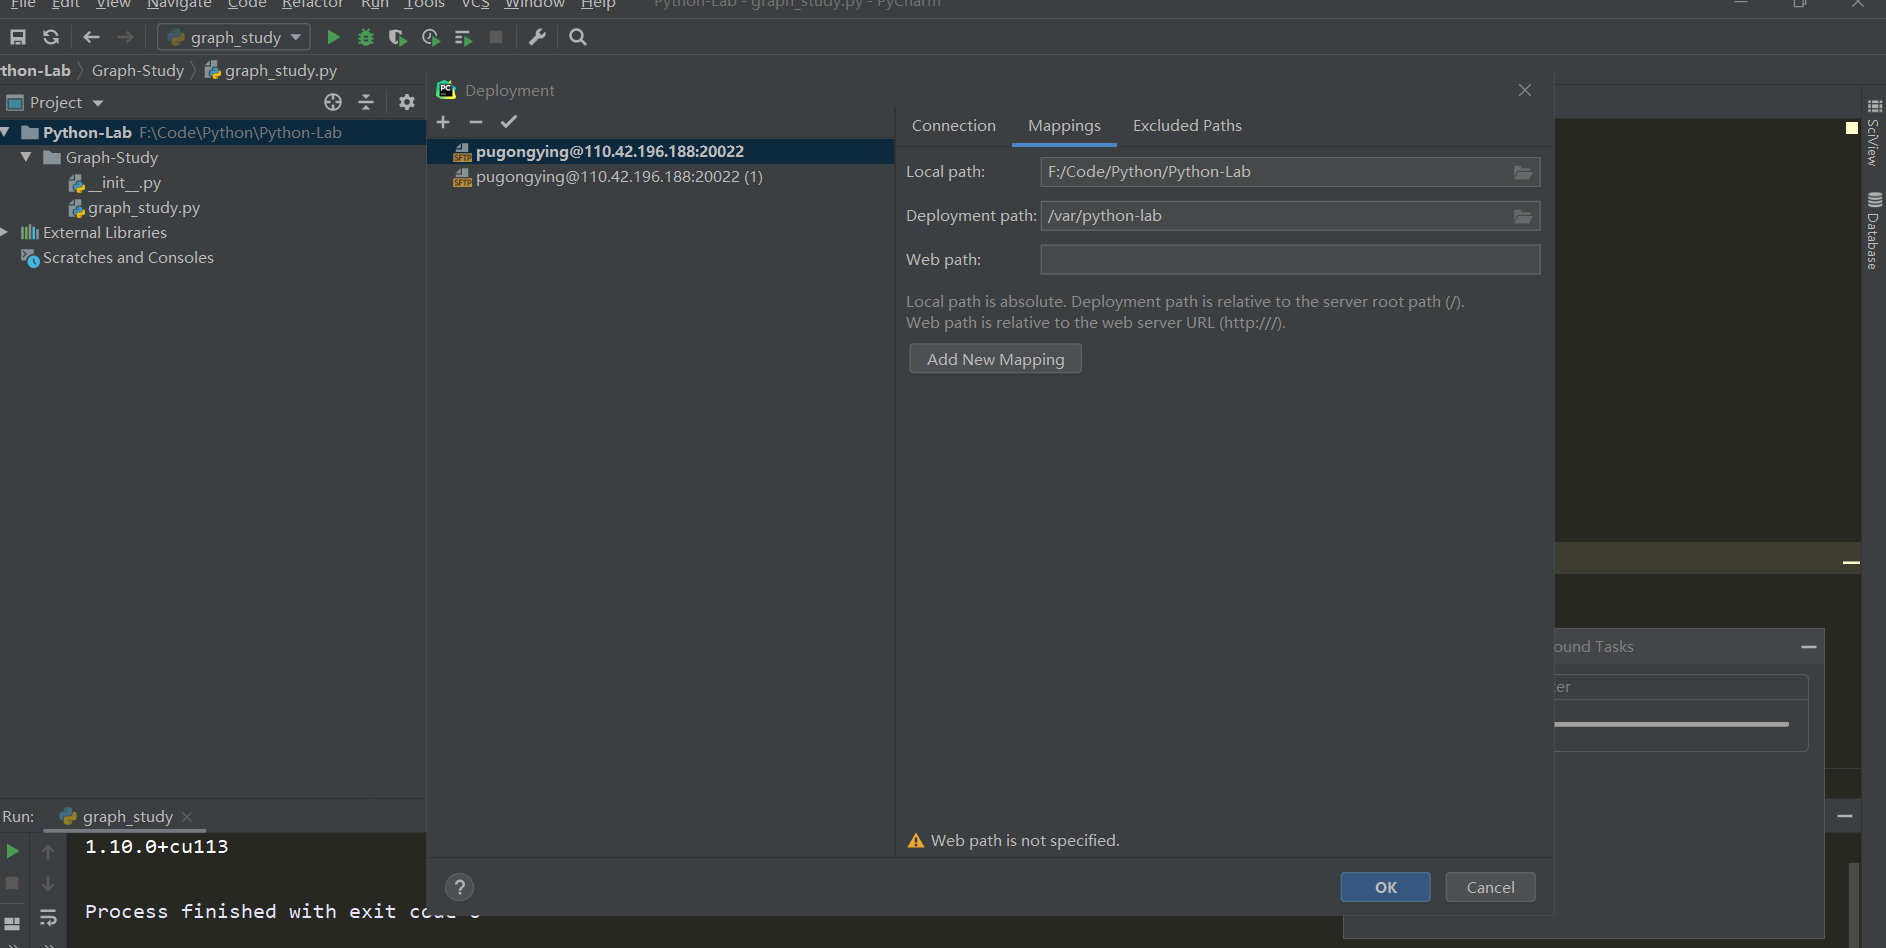 File Edit View Navigate Code Refactor Run Tools VCS Window Help Python-Lab - graph_study.py - PyCharm
graph_study
thon-Lab Graph-Study graph_study.py
Project
Python-Lab F:\Code\Python\Python-Lab
Graph-Study
__init__.py
graph_study.py
External Libraries
Scratches and Consoles
PC Deployment
SFTP pugongying@110.42.196.188:20022
SFTP pugongying@110.42.196.188:20022 (1)
Connection Mappings Excluded Paths
Local path: F:/Code/Python/Python-Lab
Deployment path: /var/python-lab
Web path:
Local path is absolute. Deployment path is relative to the server root path (/).
Web path is relative to the web server URL (http:///).
Add New Mapping
Web path is not specified.
? OK Cancel
SciView
Database
ound Tasks
ter
Run: graph_study
1.10.0+cu113
Process finished with exit code 0